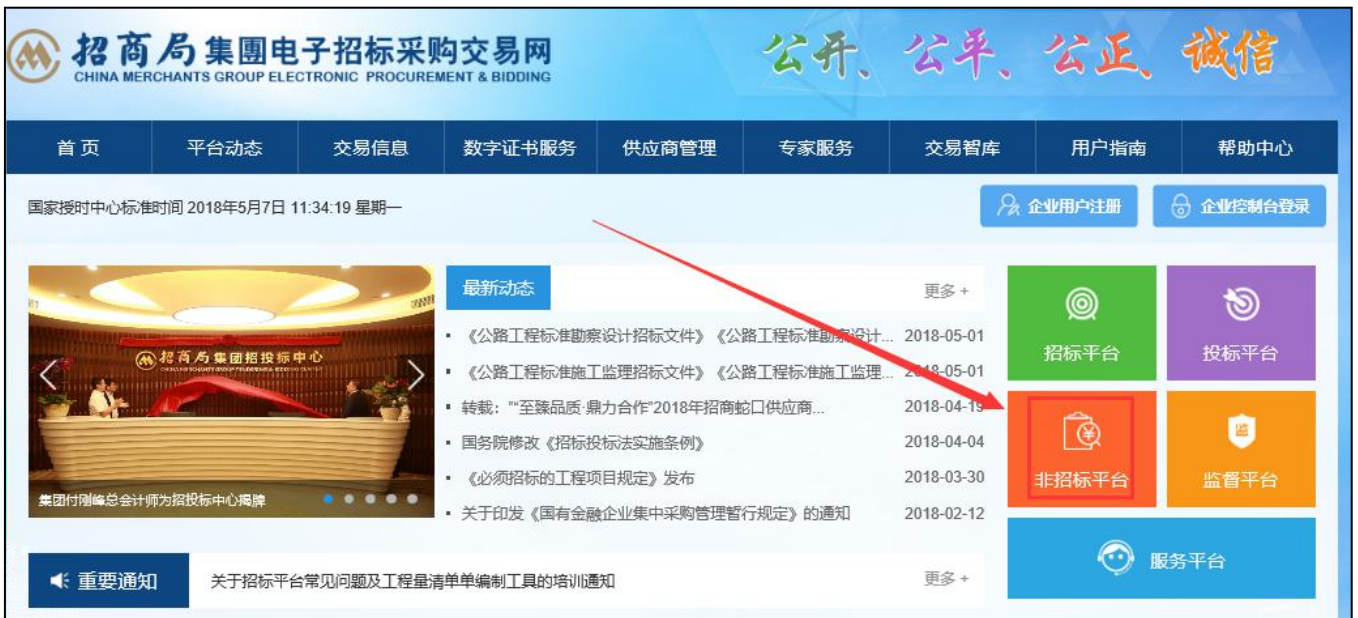 招商局集團电子招标采购交易网
CHINA MERCHANTS GROUP ELECTRONIC PROCUREMENT & BIDDING
公开、公平、公正、诚信
首 页 平台动态 交易信息 数字证书服务 供应商管理 专家服务 交易智库 用户指南 帮助中心
国家授时中心标准时间 2018年5月7日 11:34:19 星期一
企业用户注册 企业控制台登录
招商局集团招投标中心
集团付刚峰总会计师为招投标中心揭牌
最新动态 更多 +
《公路工程标准勘察设计招标文件》《公路工程标准勘察设计... 2018-05-01
《公路工程标准施工监理招标文件》《公路工程标准施工监理... 2018-05-01
转载：""至臻品质·鼎力合作"2018年招商蛇口供应商... 2018-04-19
国务院修改《招标投标法实施条例》 2018-04-04
《必须招标的工程项目规定》发布 2018-03-30
关于印发《国有金融企业集中采购管理暂行规定》的通知 2018-02-12
招标平台 投标平台
非招标平台 监督平台
服务平台
重要通知 关于招标平台常见问题及工程量清单单编制工具的培训通知 更多 +